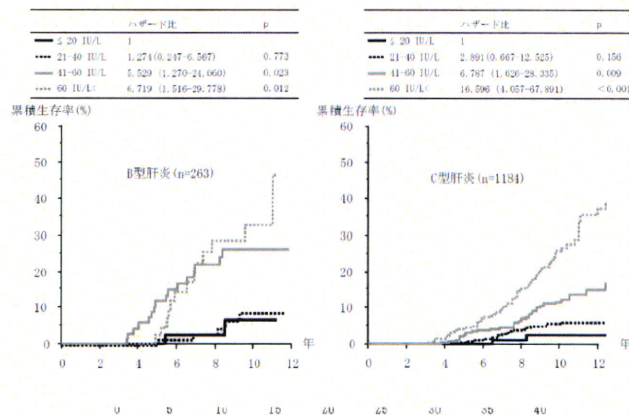 ハザード比 p
≦ 20 IU/L 1
21-40 IU/L 1.274(0.247-6.567) 0.773
41-60 IU/L 5.529 (1.270-24.060) 0.023
60 IU/L< 6.719 (1.516-29.778) 0.012
ハザード比 p
≦ 20 IU/L 1
21-40 IU/L 2.891(0.667-12.525) 0.156
41-60 IU/L 6.787 (1.626-28.335) 0.009
60 IU/L< 16.596 (4.057-67.891) <0.001
累積生存率(%)
60
50
40
30
20
10
0
B型肝炎(n=263)
0 2 4 6 8 10 12 年
累積生存率(%)
60
50
40
30
20
10
0
C型肝炎(n=1184)
0 2 4 6 8 10 12 年
0 5 10 15 20 25 30 35 40